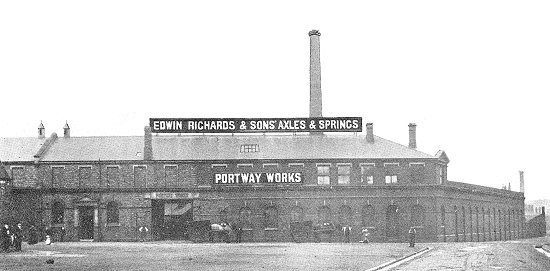 EDWIN RICHARDS & SONS' AXLES & SPRINGS
PORTWAY WORKS.